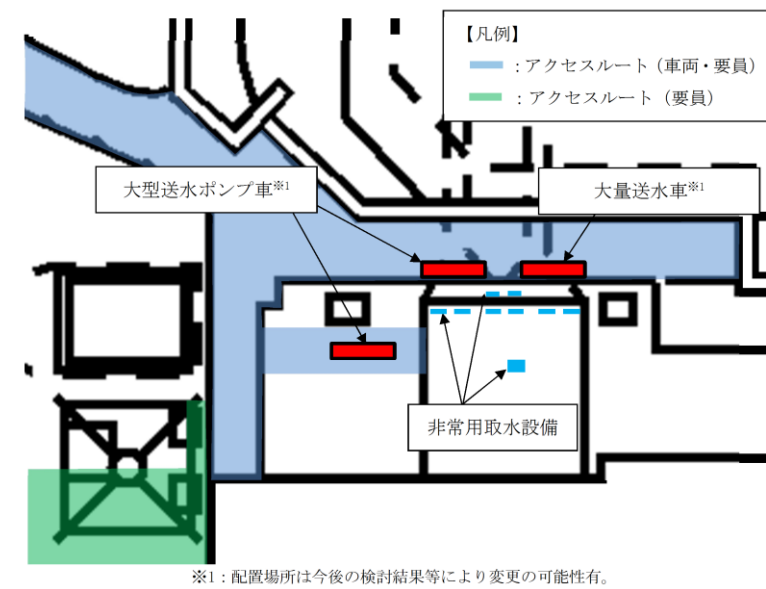 【凡例】
：アクセスルート（車両・要員）
：アクセスルート（要員）
大型送水ポンプ車※1
大量送水車※1
非常用取水設備
※1：配置場所は今後の検討結果等により変更の可能性有。